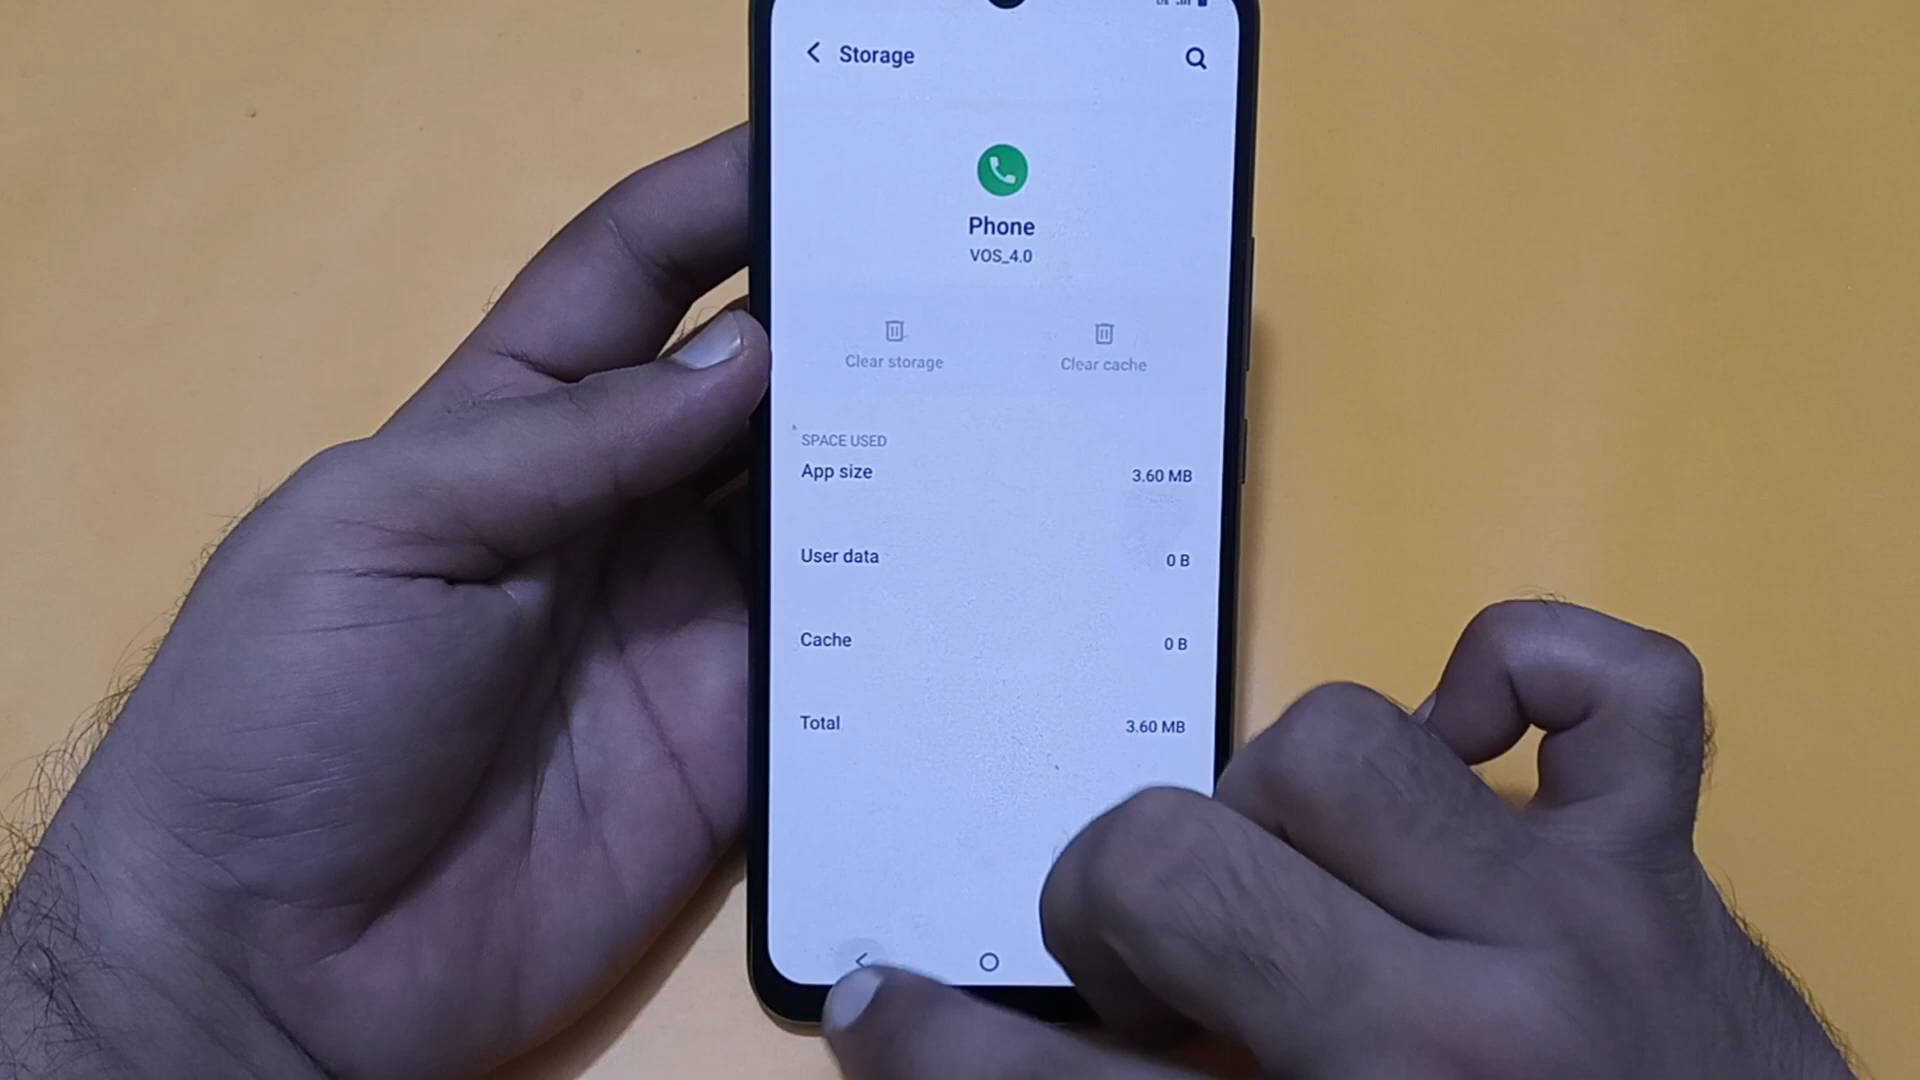 Storage
Phone
VOS_4.0
Clear storage
Clear cache
SPACE USED
App size
3.60 MB
User data
0 B
Cache
0 B
Total
3.60 MB